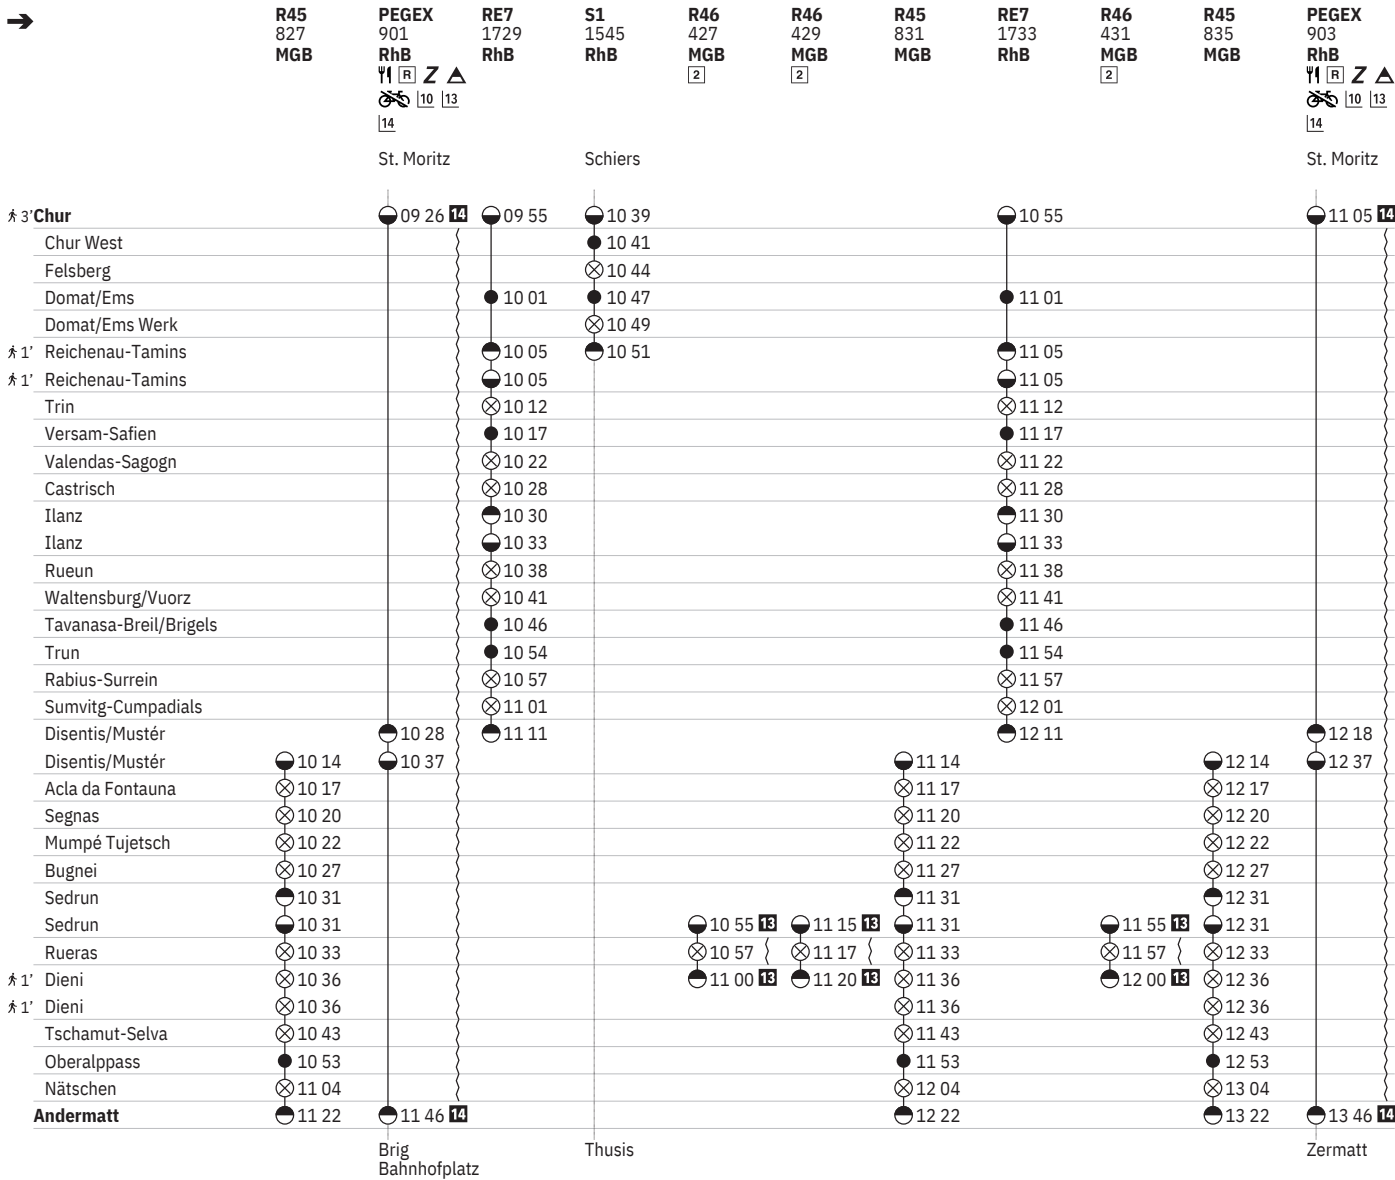 R45 PEGEX RE7 S1 R46 R46 R45 RE7 R46 R45 PEGEX
827 901 1729 1545 427 429 831 1733 431 835 903
MGB RhB RhB RhB MGB MGB MGB RhB MGB MGB RhB
R Z 2 2 2 R Z
10 13 10 13
14 14
St. Moritz Schiers St. Moritz
3' Chur 09 26 14 09 55 10 39 10 55 11 05 14
Chur West 10 41
Felsberg 10 44
Domat/Ems 10 01 10 47 11 01
Domat/Ems Werk 10 49
1' Reichenau-Tamins 10 05 10 51 11 05
1' Reichenau-Tamins 10 05 11 05
Trin 10 12 11 12
Versam-Safien 10 17 11 17
Valendas-Sagogn 10 22 11 22
Castrisch 10 28 11 28
Ilanz 10 30 11 30
Ilanz 10 33 11 33
Rueun 10 38 11 38
Waltensburg/Vuorz 10 41 11 41
Tavanasa-Breil/Brigels 10 46 11 46
Trun 10 54 11 54
Rabius-Surrein 10 57 11 57
Sumvitg-Cumpadials 11 01 12 01
Disentis/Mustér 10 28 11 11 12 11 12 18
Disentis/Mustér 10 14 10 37 11 14 12 14 12 37
Acla da Fontauna 10 17 11 17 12 17
Segnas 10 20 11 20 12 20
Mumpé Tujetsch 10 22 11 22 12 22
Bugnei 10 27 11 27 12 27
Sedrun 10 31 11 31 12 31
Sedrun 10 31 10 55 13 11 15 13 11 31 11 55 13 12 31
Rueras 10 33 10 57 11 17 11 33 11 57 12 33
1' Dieni 10 36 11 00 13 11 20 13 11 36 12 00 13 12 36
1' Dieni 10 36 11 36 12 36
Tschamut-Selva 10 43 11 43 12 43
Oberalppass 10 53 11 53 12 53
Nätschen 11 04 12 04 13 04
Andermatt 11 22 11 46 14 12 22 13 22 13 46 14
Brig Thusis Zermatt
Bahnhofplatz